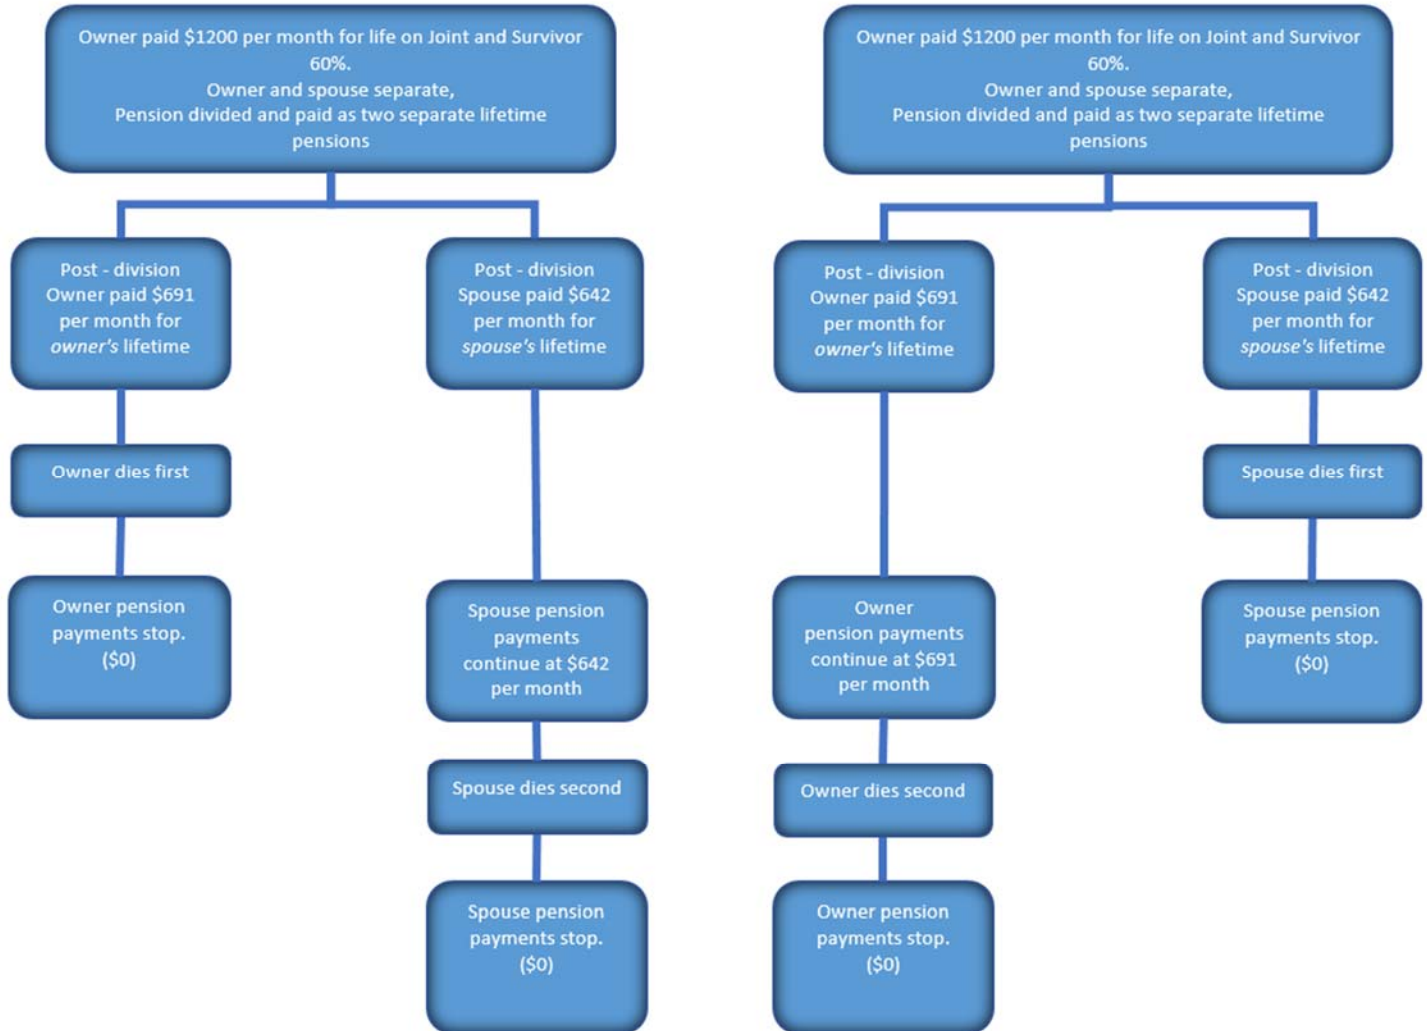 Owner paid $1200 per month for life on Joint and Survivor
60%.
Owner and spouse separate,
Pension divided and paid as two separate lifetime
pensions
Post - division
Owner paid $691
per month for
owner's lifetime
Post - division
Spouse paid $642
per month for
spouse's lifetime
Owner dies first
Owner pension
payments stop.
($0)
Spouse pension
payments
continue at $642
per month
Spouse dies second
Spouse pension
payments stop.
($0)
Owner paid $1200 per month for life on Joint and Survivor
60%.
Owner and spouse separate,
Pension divided and paid as two separate lifetime
pensions
Post - division
Owner paid $691
per month for
owner's lifetime
Post - division
Spouse paid $642
per month for
spouse's lifetime
Spouse dies first
Owner
pension payments
continue at $691
per month
Spouse pension
payments stop.
($0)
Owner dies second
Owner pension
payments stop.
($0)